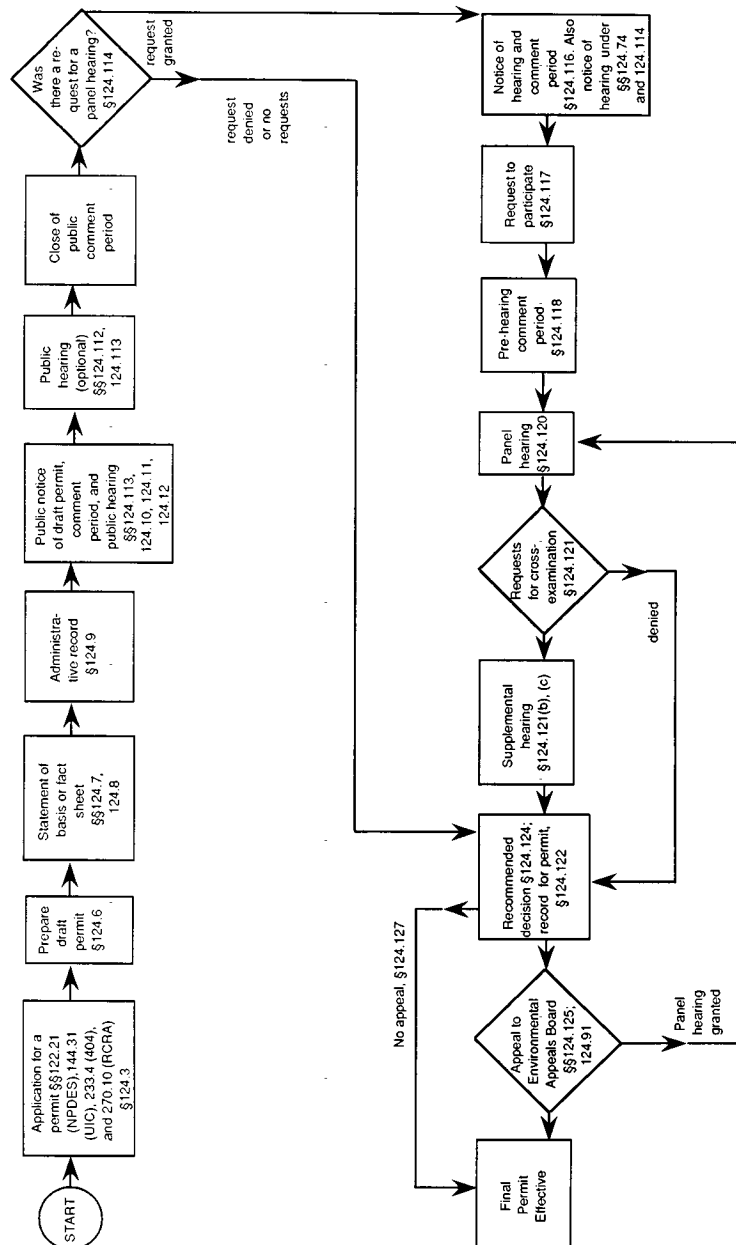 START
Application for a
permit §§122.21
(NPDES),144.31
(UIC), 233.4 (404),
and 270.10 (RCRA)
§124.3
Prepare
draft
permit
§124.6
Statement of
basis or fact
sheet
§§124.7,
124.8
Administra-
tive record
§124.9
Public notice
of draft permit,
comment
period, and
public hearing
§§124.113,
124.10, 124.11,
124.12
Public
hearing
(optional)
§§124.112,
124.113
Close of
public
comment
period
Was
there a re-
quest for a
panel hearing?
§124.114
request
granted
request
denied
or no
requests
Notice of
hearing and
comment
period
§124.116. Also
notice of
hearing under
§§124.74
and 124.114
Request to
participate
§124.117
Pre-hearing
comment
period
§124.118
Panel
hearing
§124.120
Requests
for cross-
examination
§124.121
denied
Supplemental
hearing
§124.121(b), (c)
Recommended
decision §124.124;
record for permit,
§124.122
No appeal, §124.127
Appeal to
Environmental
Appeals Board
§§124.125;
124.91
Panel
hearing
granted
Final
Permit
Effective